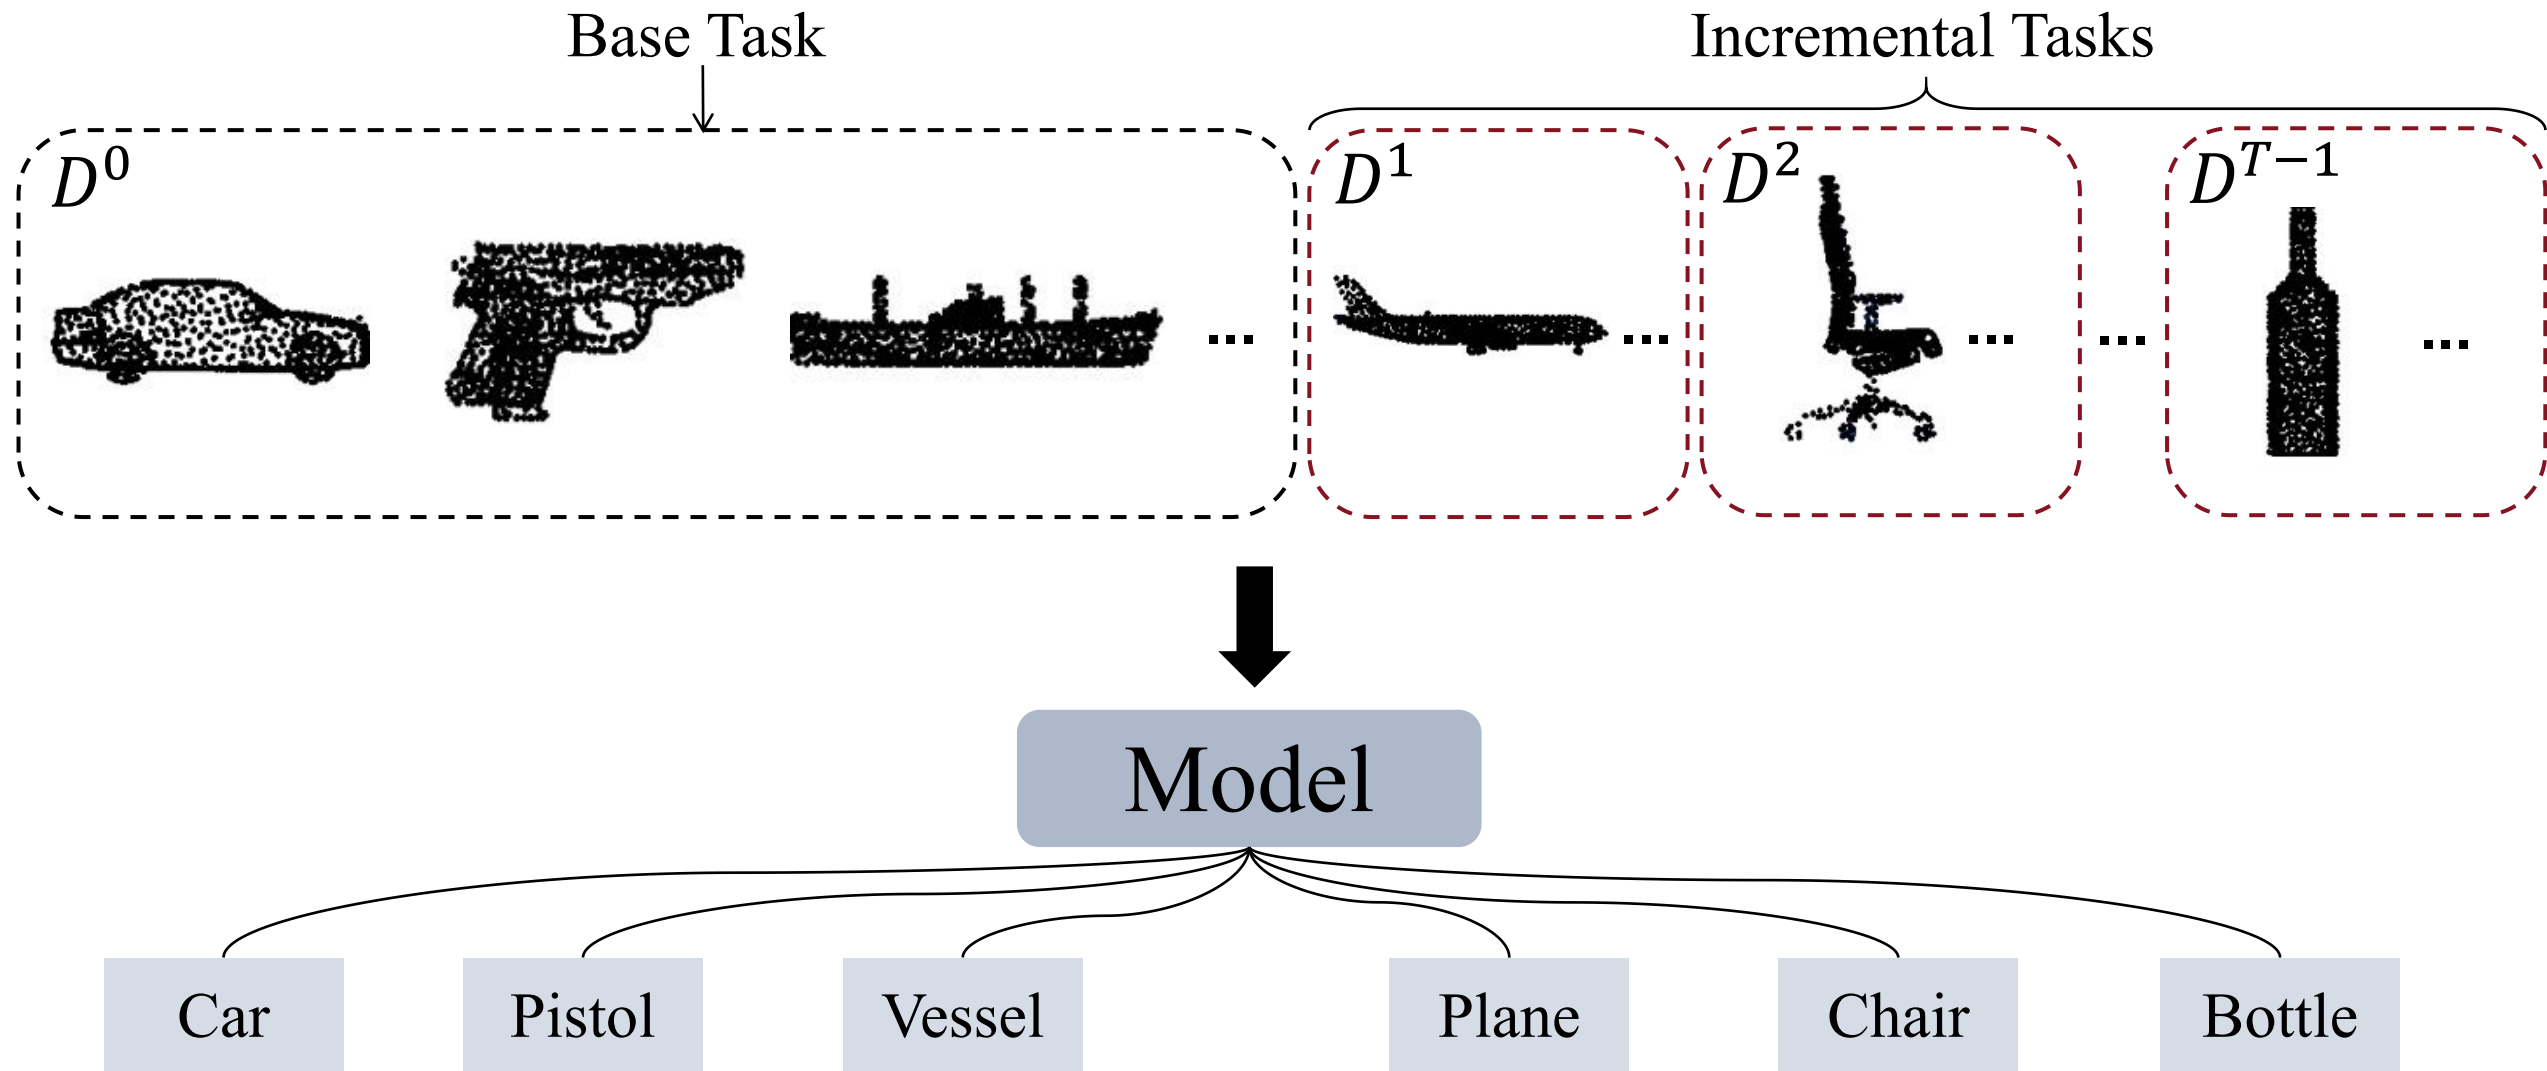 Base Task
Incremental Tasks
D^0
D^1
D^2
D^{T-1}
...
...
...
...
...
Model
Car
Pistol
Vessel
Plane
Chair
Bottle